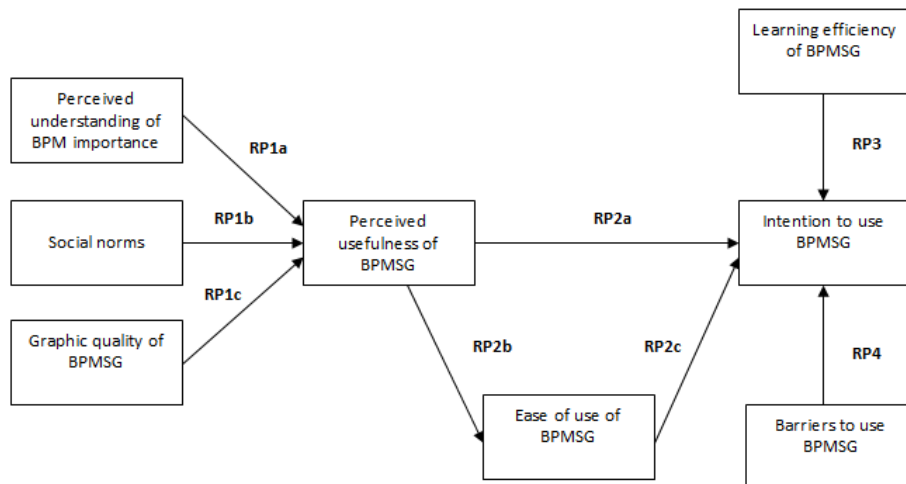 Learning efficiency
of BPMSG
Perceived
understanding of
BPM importance
RP1a
RP3
Social norms
RP1b
Perceived
usefulness of
BPMSG
RP2a
Intention to use
BPMSG
RP1c
Graphic quality of
BPMSG
RP2b
RP2c
RP4
Ease of use of
BPMSG
Barriers to use
BPMSG